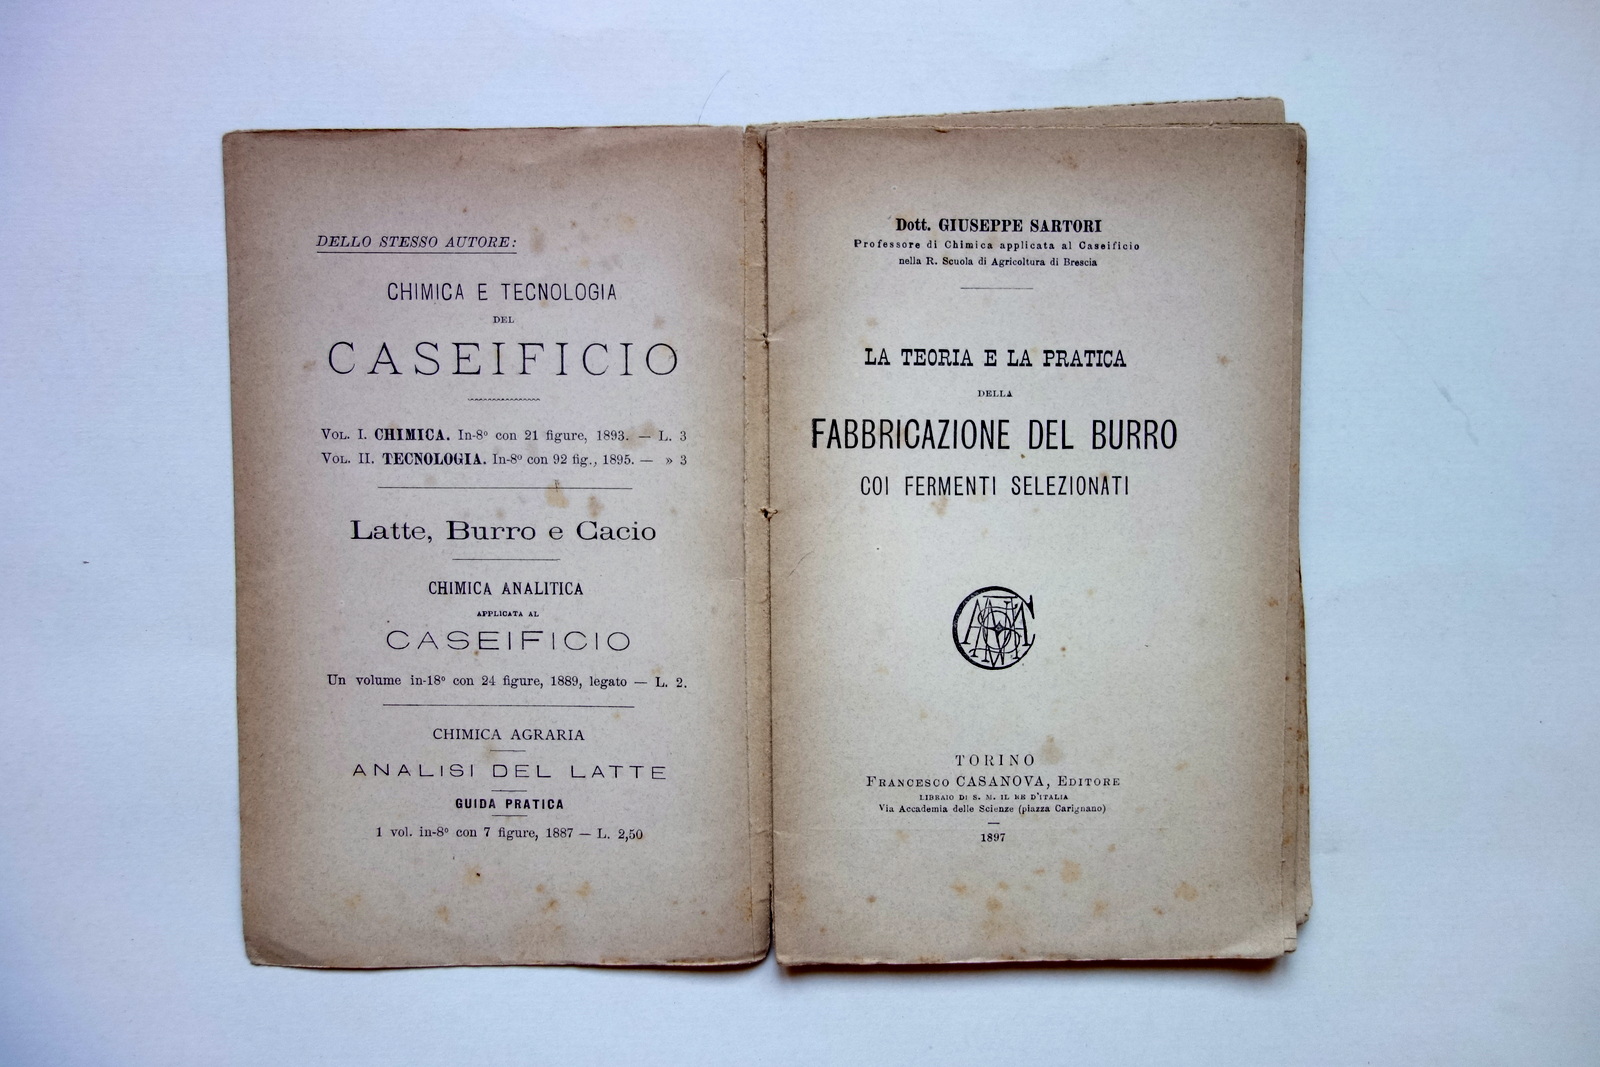 DELLO STESSO AUTORE:
CHIMICA E TECNOLOGIA
DEL
CASEIFICIO
VOL. I. CHIMICA. In-8º con 21 figure, 1893. — L. 3
VOL. II. TECNOLOGIA. In-8º con 92 fig., 1895. — » 3
Latte, Burro e Cacio
CHIMICA ANALITICA
APPLICATA AL
CASEIFICIO
Un volume in-18º con 24 figure, 1889, legato — L. 2.
CHIMICA AGRARIA
ANALISI DEL LATTE
GUIDA PRATICA
1 vol. in-8º con 7 figure, 1887 — L. 2,50
Dott. GIUSEPPE SARTORI
Professore di Chimica applicata al Caseificio
nella R. Scuola di Agricoltura di Brescia
LA TEORIA E LA PRATICA
DELLA
FABBRICAZIONE DEL BURRO
COI FERMENTI SELEZIONATI
TORINO
FRANCESCO CASANOVA, EDITORE
LIBRAIO DI S. M. IL RE D'ITALIA
Via Accademia delle Scienze (piazza Carignano)
1897